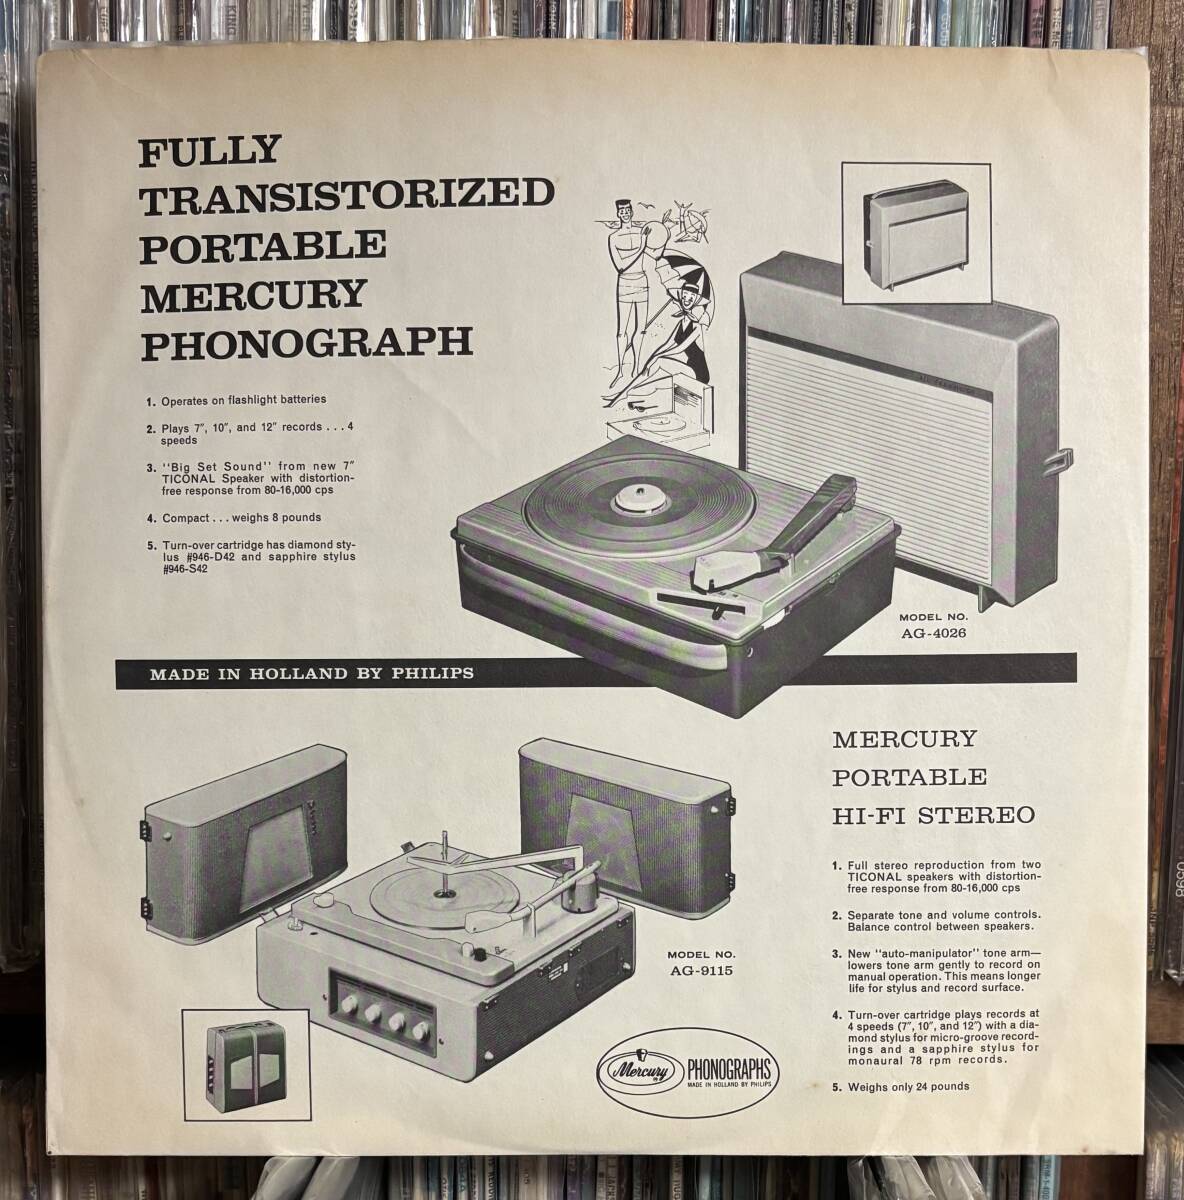 FULLY
TRANSISTORIZED
PORTABLE
MERCURY
PHONOGRAPH
1. Operates on flashlight batteries
2. Plays 7″, 10″, and 12″ records . . . 4
speeds
3. "Big Set Sound" from new 7″
TICONAL Speaker with distortion-
free response from 80-16,000 cps
4. Compact . . . weighs 8 pounds
5. Turn-over cartridge has diamond sty-
lus #946-D42 and sapphire stylus
#946-S42
MODEL NO.
AG-4026
MADE IN HOLLAND BY PHILIPS
MERCURY
PORTABLE
HI-FI STEREO
1. Full stereo reproduction from two
TICONAL speakers with distortion-
free response from 80-16,000 cps
2. Separate tone and volume controls.
Balance control between speakers.
3. New "auto-manipulator" tone arm—
lowers tone arm gently to record on
manual operation. This means longer
life for stylus and record surface.
4. Turn-over cartridge plays records at
4 speeds (7″, 10″, and 12″) with a dia-
mond stylus for micro-groove record-
ings and a sapphire stylus for
monaural 78 rpm records.
5. Weighs only 24 pounds
MODEL NO.
AG-9115
Mercury
PHONOGRAPHS
MADE IN HOLLAND BY PHILIPS